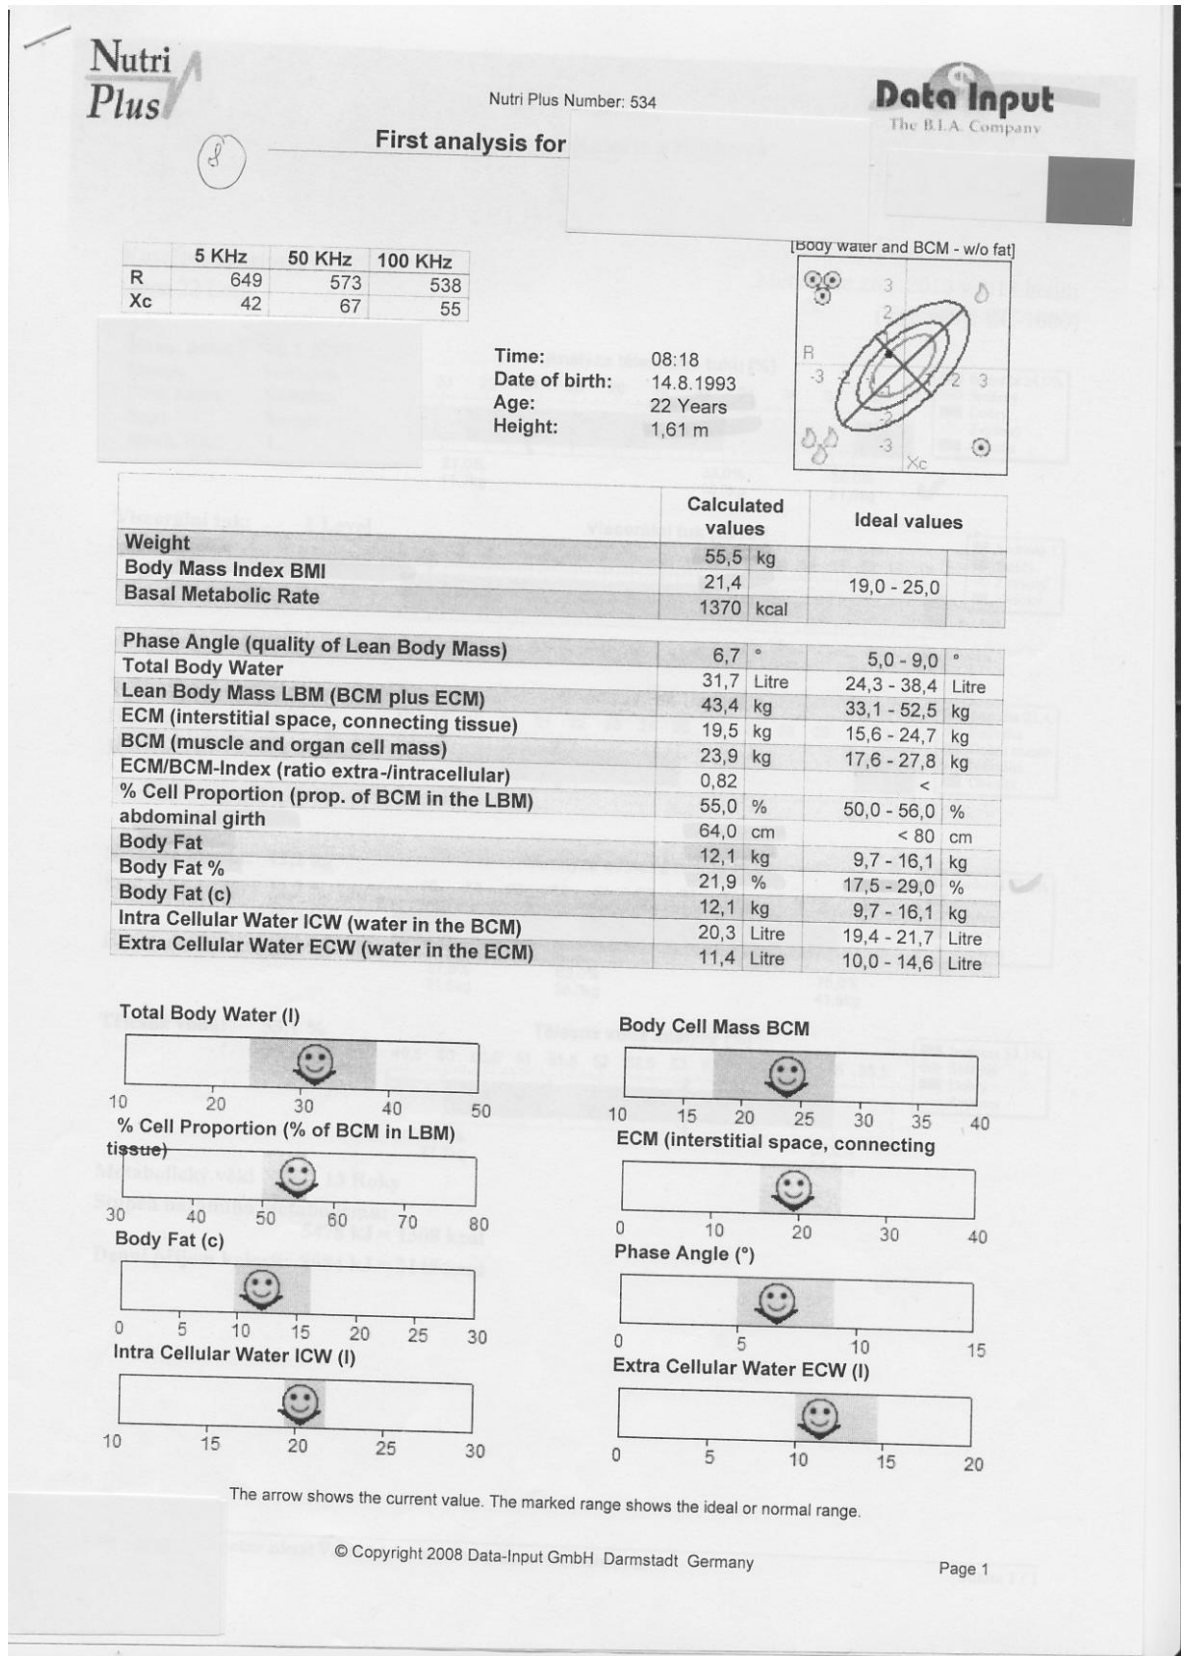 Nutri
Plus
Nutri Plus Number: 534
Data Input
The B.I.A. Company
First analysis for
8
5 KHz 50 KHz 100 KHz
R 649 573 538
Xc 42 67 55
[Body water and BCM - w/o fat]
3
2
R
-3 -2 -1 1 2 3
-1
-2
-3
Xc
Time: 08:18
Date of birth: 14.8.1993
Age: 22 Years
Height: 1,61 m
Calculated values Ideal values
Weight 55,5 kg
Body Mass Index BMI 21,4 19,0 - 25,0
Basal Metabolic Rate 1370 kcal
Phase Angle (quality of Lean Body Mass) 6,7 ° 5,0 - 9,0 °
Total Body Water 31,7 Litre 24,3 - 38,4 Litre
Lean Body Mass LBM (BCM plus ECM) 43,4 kg 33,1 - 52,5 kg
ECM (interstitial space, connecting tissue) 19,5 kg 15,6 - 24,7 kg
BCM (muscle and organ cell mass) 23,9 kg 17,6 - 27,8 kg
ECM/BCM-Index (ratio extra-/intracellular) 0,82 <
% Cell Proportion (prop. of BCM in the LBM) 55,0 % 50,0 - 56,0 %
abdominal girth 64,0 cm < 80 cm
Body Fat 12,1 kg 9,7 - 16,1 kg
Body Fat % 21,9 % 17,5 - 29,0 %
Body Fat (c) 12,1 kg 9,7 - 16,1 kg
Intra Cellular Water ICW (water in the BCM) 20,3 Litre 19,4 - 21,7 Litre
Extra Cellular Water ECW (water in the ECM) 11,4 Litre 10,0 - 14,6 Litre
Total Body Water (l)
10 20 30 40 50
Body Cell Mass BCM
10 15 20 25 30 35 40
% Cell Proportion (% of BCM in LBM)
30 40 50 60 70 80
ECM (interstitial space, connecting
tissue)
0 10 20 30 40
Body Fat (c)
0 5 10 15 20 25 30
Phase Angle (°)
0 5 10 15
Intra Cellular Water ICW (l)
10 15 20 25 30
Extra Cellular Water ECW (l)
0 5 10 15 20
The arrow shows the current value. The marked range shows the ideal or normal range.
© Copyright 2008 Data-Input GmbH Darmstadt Germany
Page 1